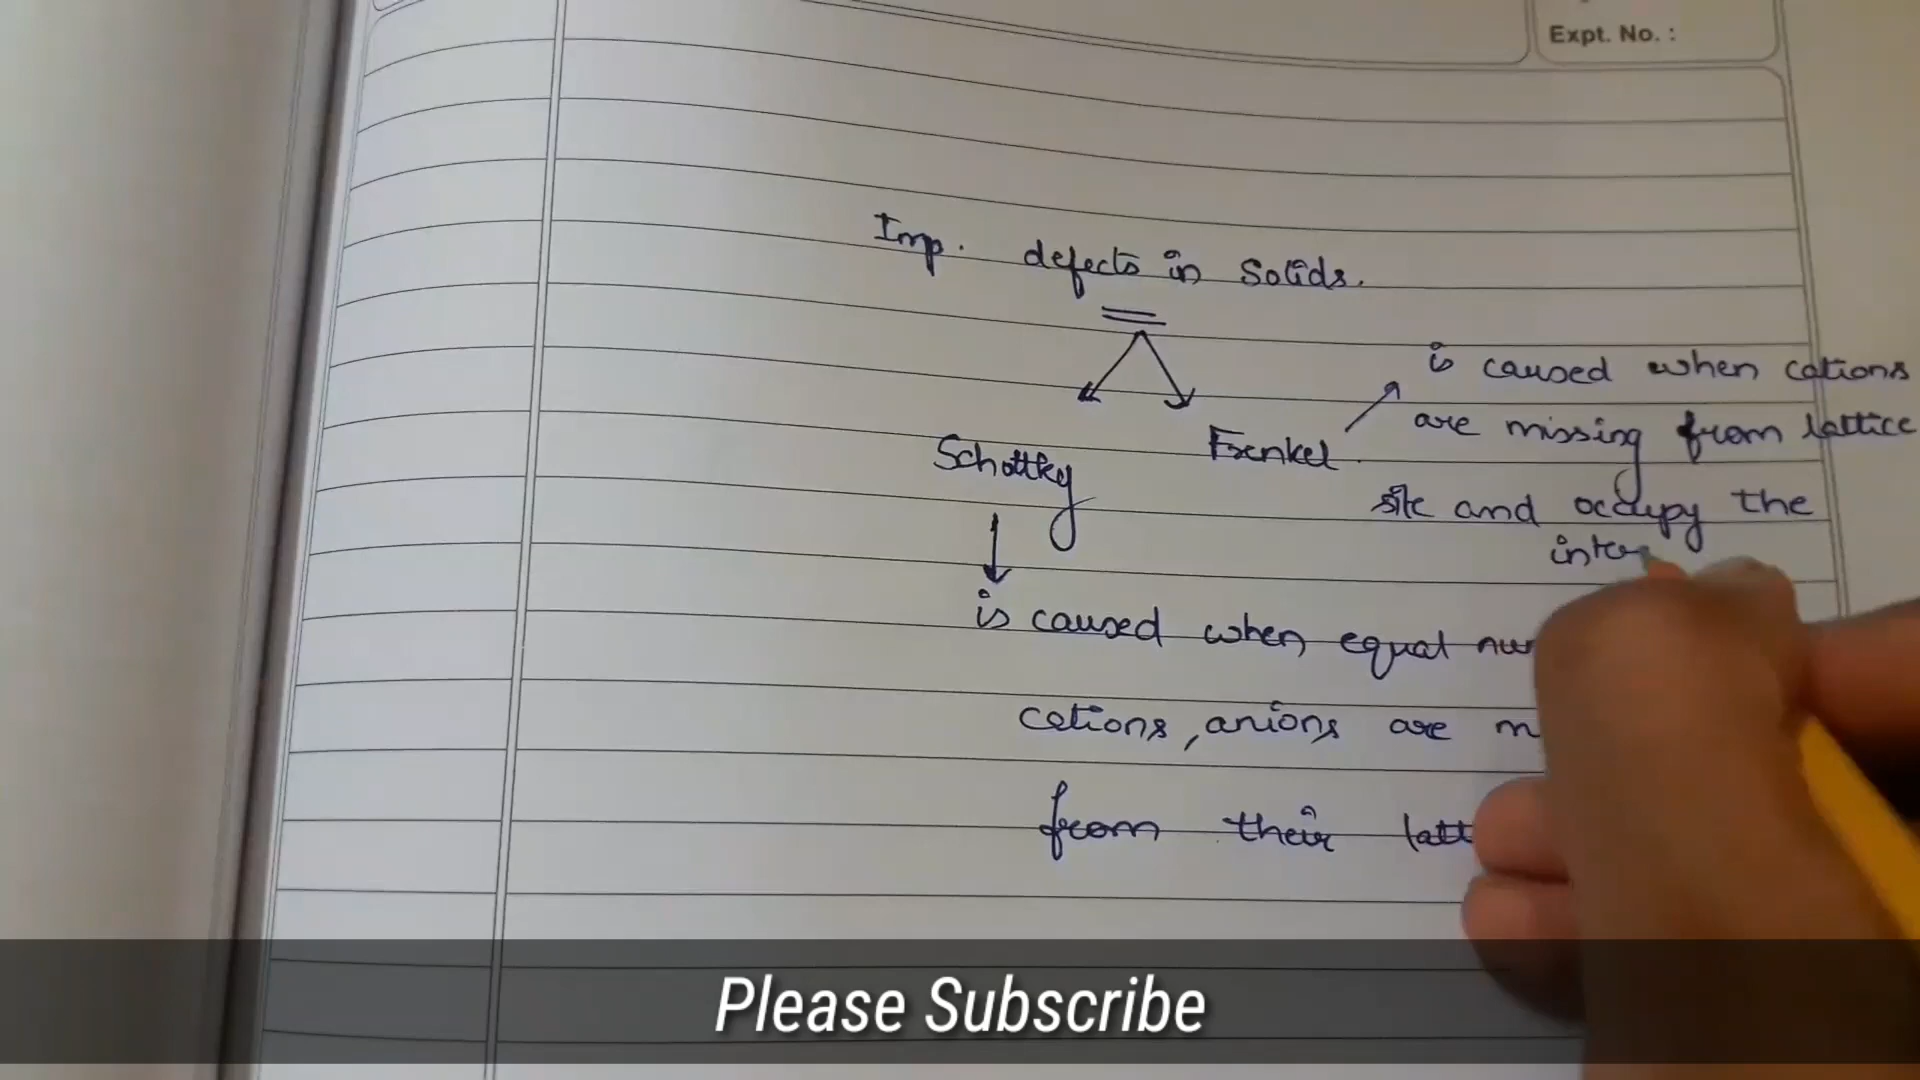 Expt. No. :
Imp. defects in Solids.
is caused when cations
are missing from lattice
Schottky Frenkel
site and occupy the
is caused when equal
cations, anions are
from their
Please Subscribe